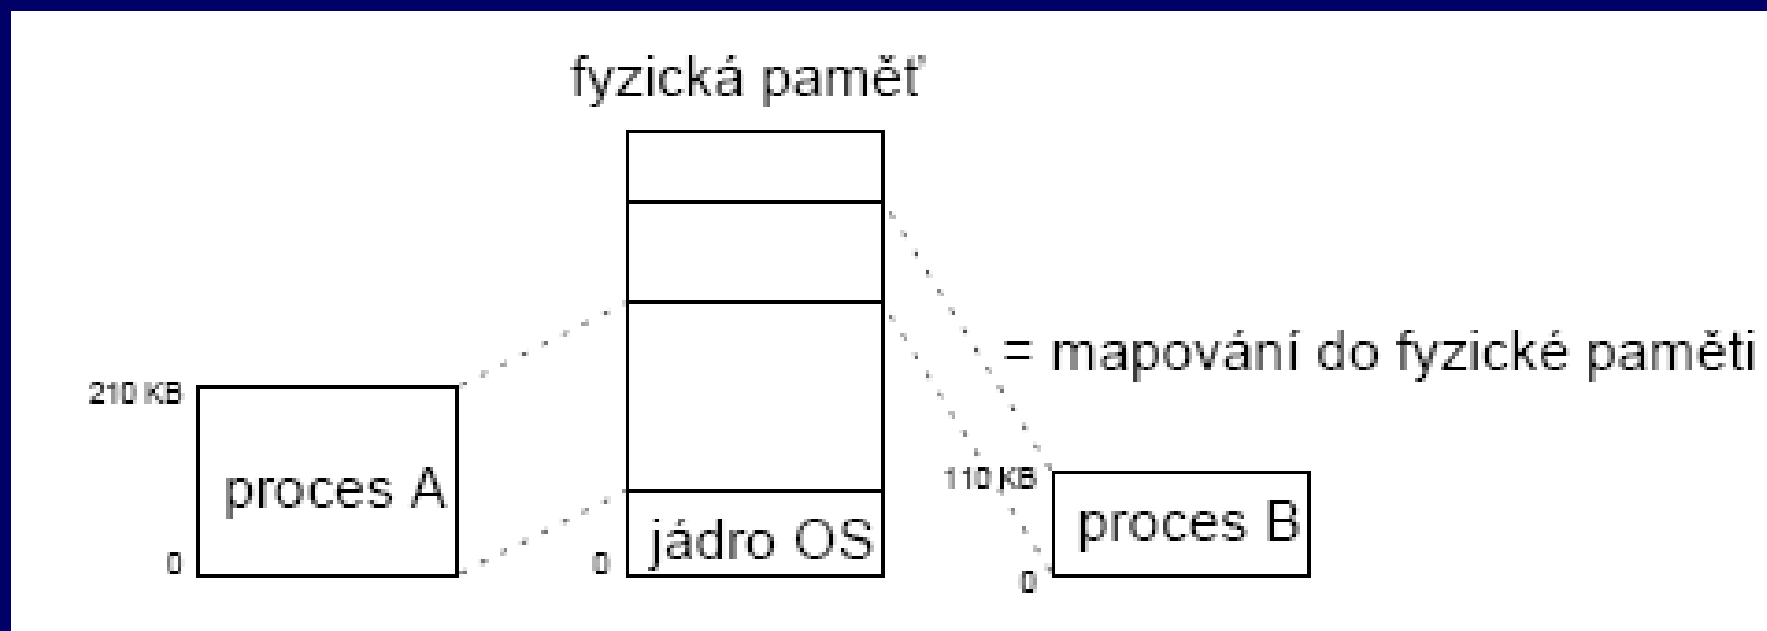 fyzická paměť
= mapování do fyzické paměti
210 KB
proces A
0
jádro OS
0
110 KB
proces B
0